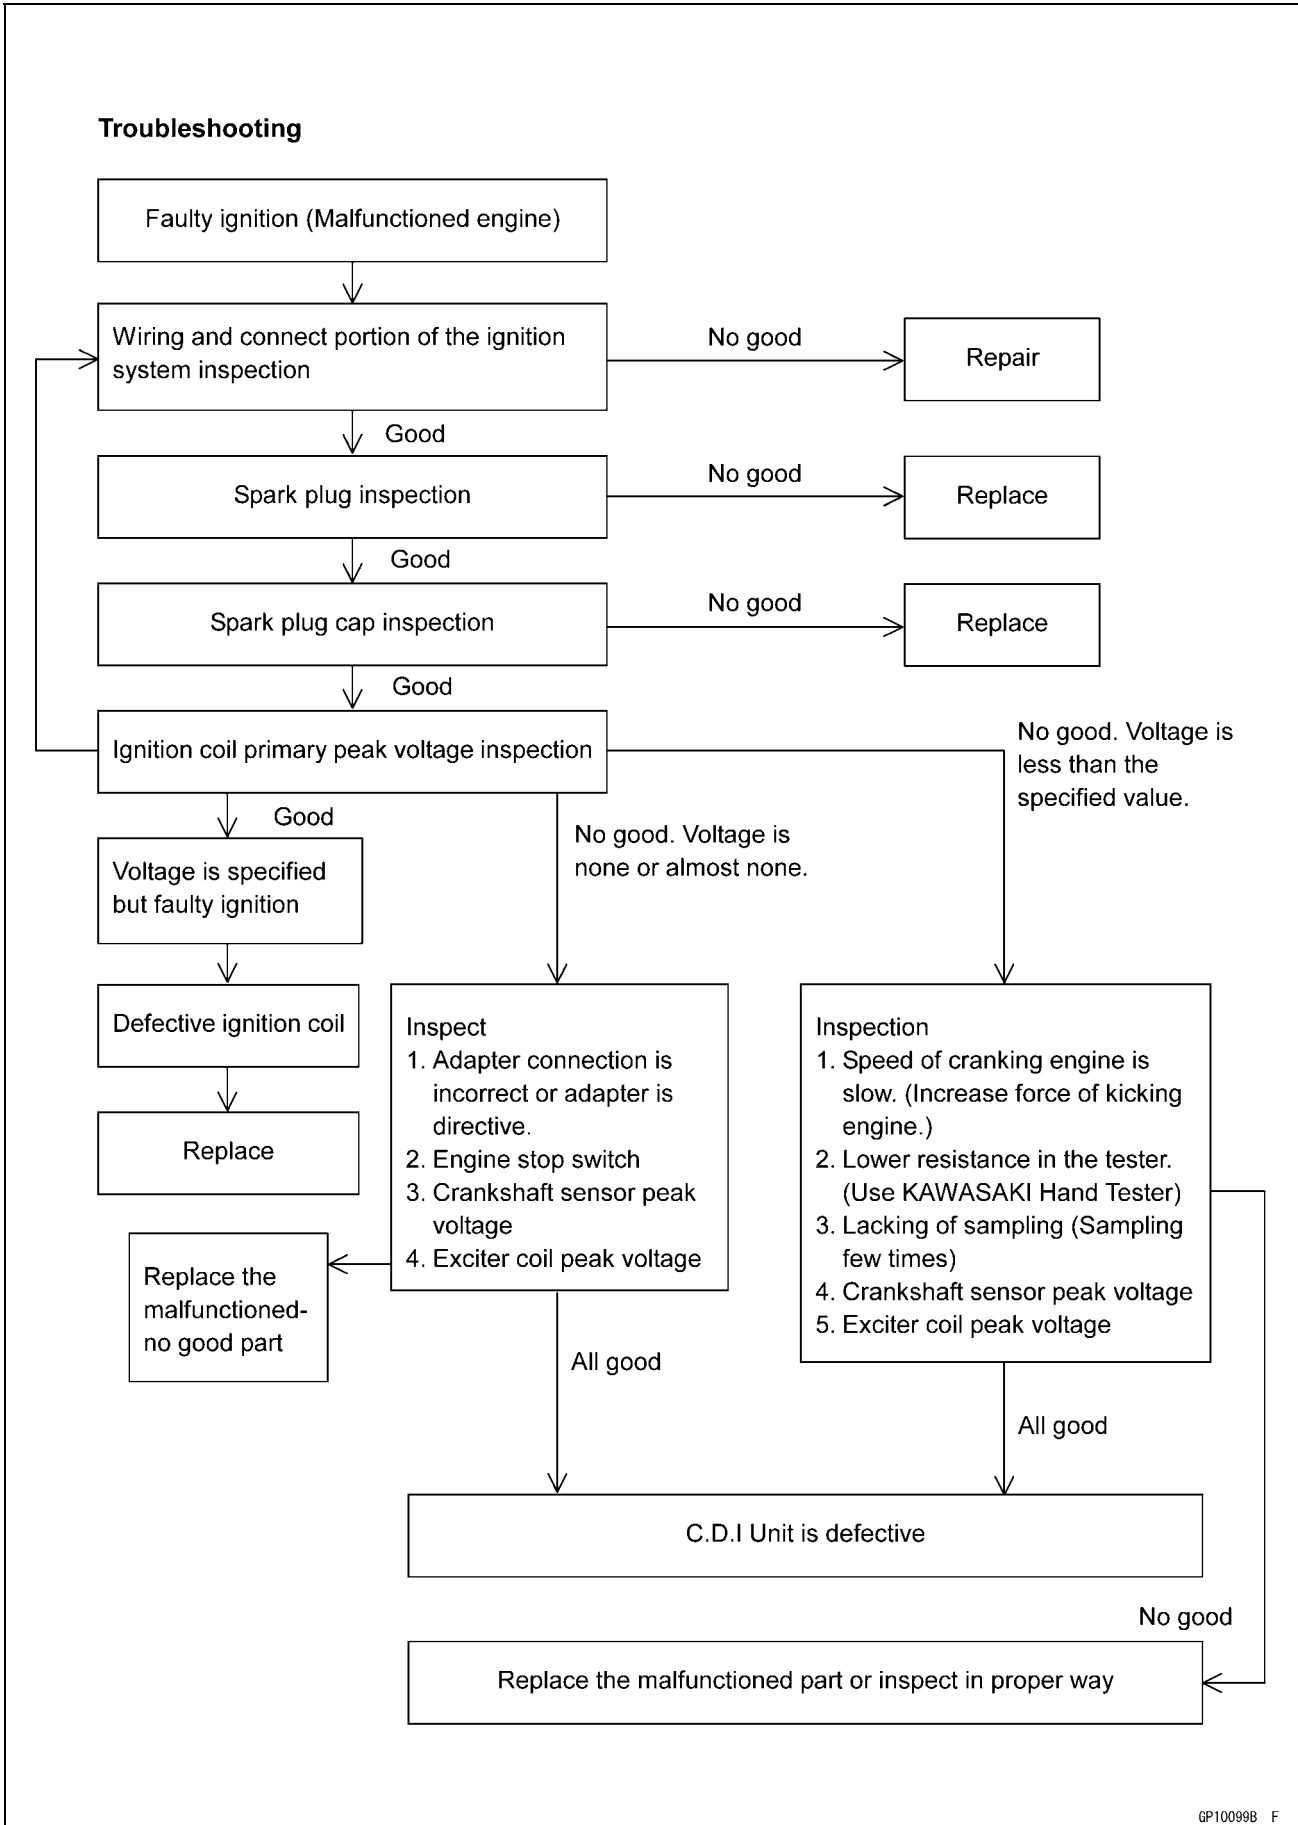 Troubleshooting
Faulty ignition (Malfunctioned engine)
Wiring and connect portion of the ignition
system inspection
No good
Repair
Good
Spark plug inspection
No good
Replace
Good
Spark plug cap inspection
No good
Replace
Good
Ignition coil primary peak voltage inspection
No good. Voltage is
less than the
specified value.
Good
No good. Voltage is
none or almost none.
Voltage is specified
but faulty ignition
Defective ignition coil
Replace
Inspect
1. Adapter connection is
incorrect or adapter is
directive.
2. Engine stop switch
3. Crankshaft sensor peak
voltage
4. Exciter coil peak voltage
Inspection
1. Speed of cranking engine is
slow. (Increase force of kicking
engine.)
2. Lower resistance in the tester.
(Use KAWASAKI Hand Tester)
3. Lacking of sampling (Sampling
few times)
4. Crankshaft sensor peak voltage
5. Exciter coil peak voltage
Replace the
malfunctioned-
no good part
All good
All good
C.D.I Unit is defective
No good
Replace the malfunctioned part or inspect in proper way
GP10099B F